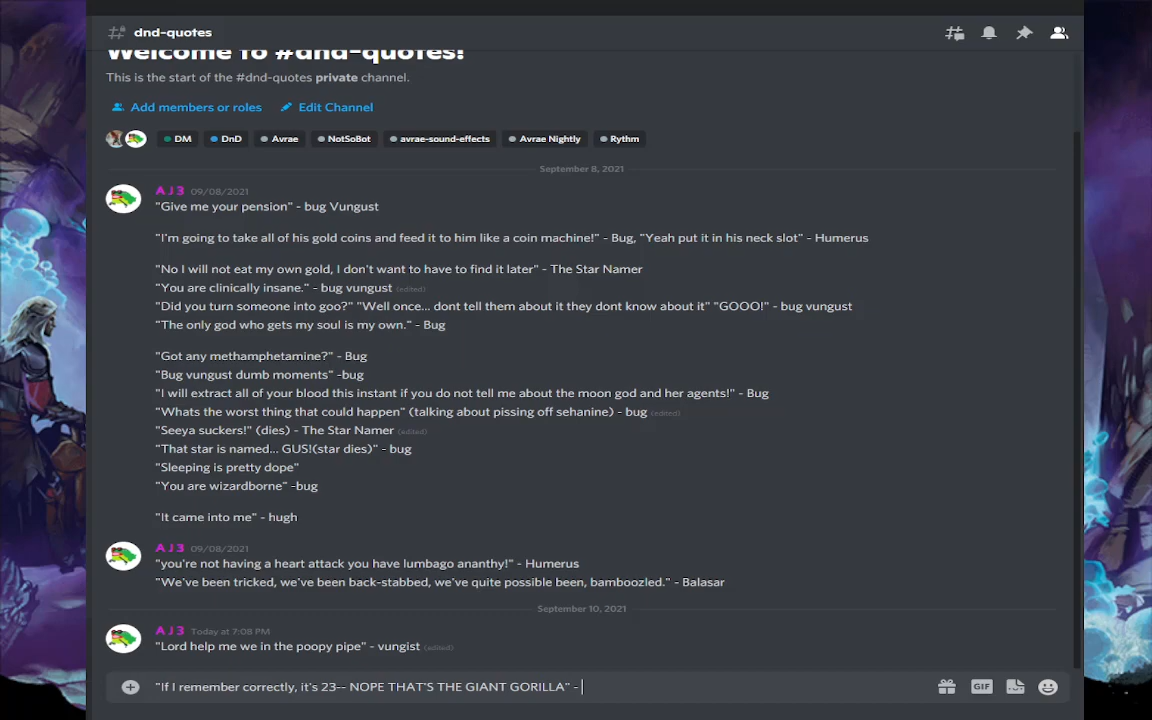 dnd-quotes
Welcome to #dnd-quotes!
This is the start of the #dnd-quotes private channel.
Add members or roles Edit Channel
DM DnD Avrae NotSoBot avrae-sound-effects Avrae Nightly Rythm
September 8, 2021
A J 3 09/08/2021
"Give me your pension" - bug Vungust
"I'm going to take all of his gold coins and feed it to him like a coin machine!" - Bug, "Yeah put it in his neck slot" - Humerus
"No I will not eat my own gold, I don't want to have to find it later" - The Star Namer
"You are clinically insane." - bug vungust (edited)
"Did you turn someone into goo?" "Well once... dont tell them about it they dont know about it" "GOOO!" - bug vungust
"The only god who gets my soul is my own." - Bug
"Got any methamphetamine?" - Bug
"Bug vungust dumb moments" -bug
"I will extract all of your blood this instant if you do not tell me about the moon god and her agents!" - Bug
"Whats the worst thing that could happen" (talking about pissing off sehanine) - bug (edited)
"Seeya suckers!" (dies) - The Star Namer (edited)
"That star is named... GUS!(star dies)" - bug
"Sleeping is pretty dope"
"You are wizardborne" -bug
"It came into me" - hugh
A J 3 09/08/2021
"you're not having a heart attack you have lumbago ananthy!" - Humerus
"We've been tricked, we've been back-stabbed, we've quite possible been, bamboozled." - Balasar
September 10, 2021
A J 3 Today at 7:08 PM
"Lord help me we in the poopy pipe" - vungist (edited)
"If I remember correctly, it's 23-- NOPE THAT'S THE GIANT GORILLA" -
GIF